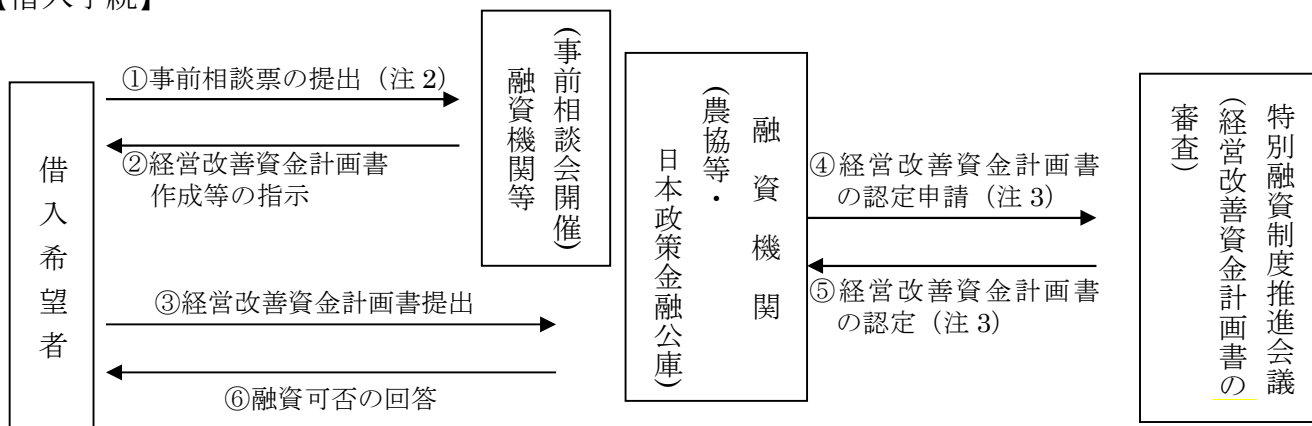 【借入手続】
借入希望者
①事前相談票の提出（注 2）
②経営改善資金計画書
作成等の指示
③経営改善資金計画書提出
⑥融資可否の回答
融資機関等
(事前相談会開催)
融資機関
(農協等・
日本政策金融公庫)
④経営改善資金計画書
の認定申請（注 3）
⑤経営改善資金計画書
の認定（注 3）
特別融資制度推進会議
(経営改善資金計画書の
審査)